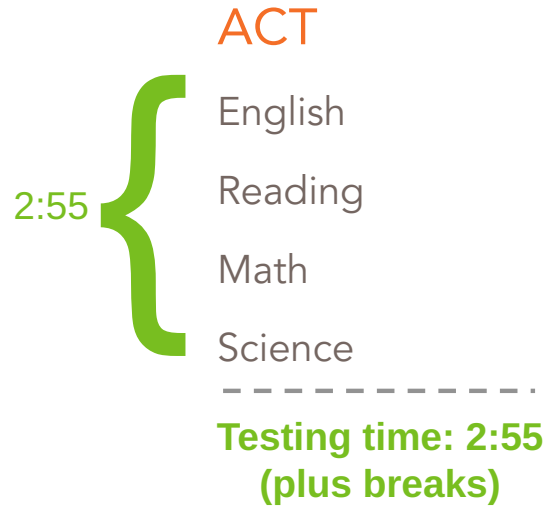 ACT
English
Reading
2:55
Math
Science
Testing time: 2:55
(plus breaks)